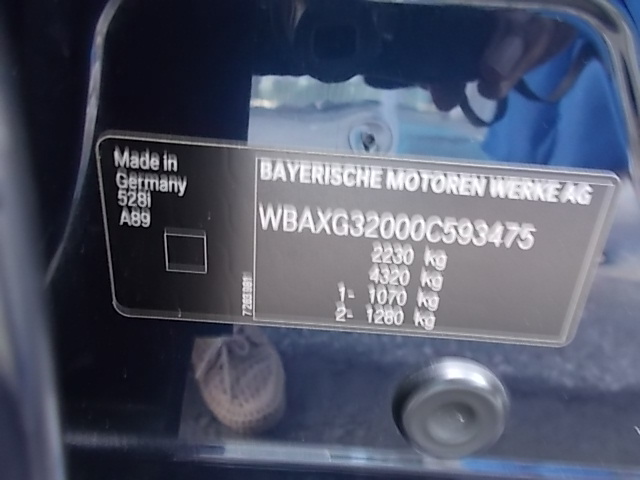 Made in
Germany
528i
A89
BAYERISCHE MOTOREN WERKE AG
WBAXG32000C593475
2230 kg
4320 kg
1- 1070 kg
2- 1260 kg